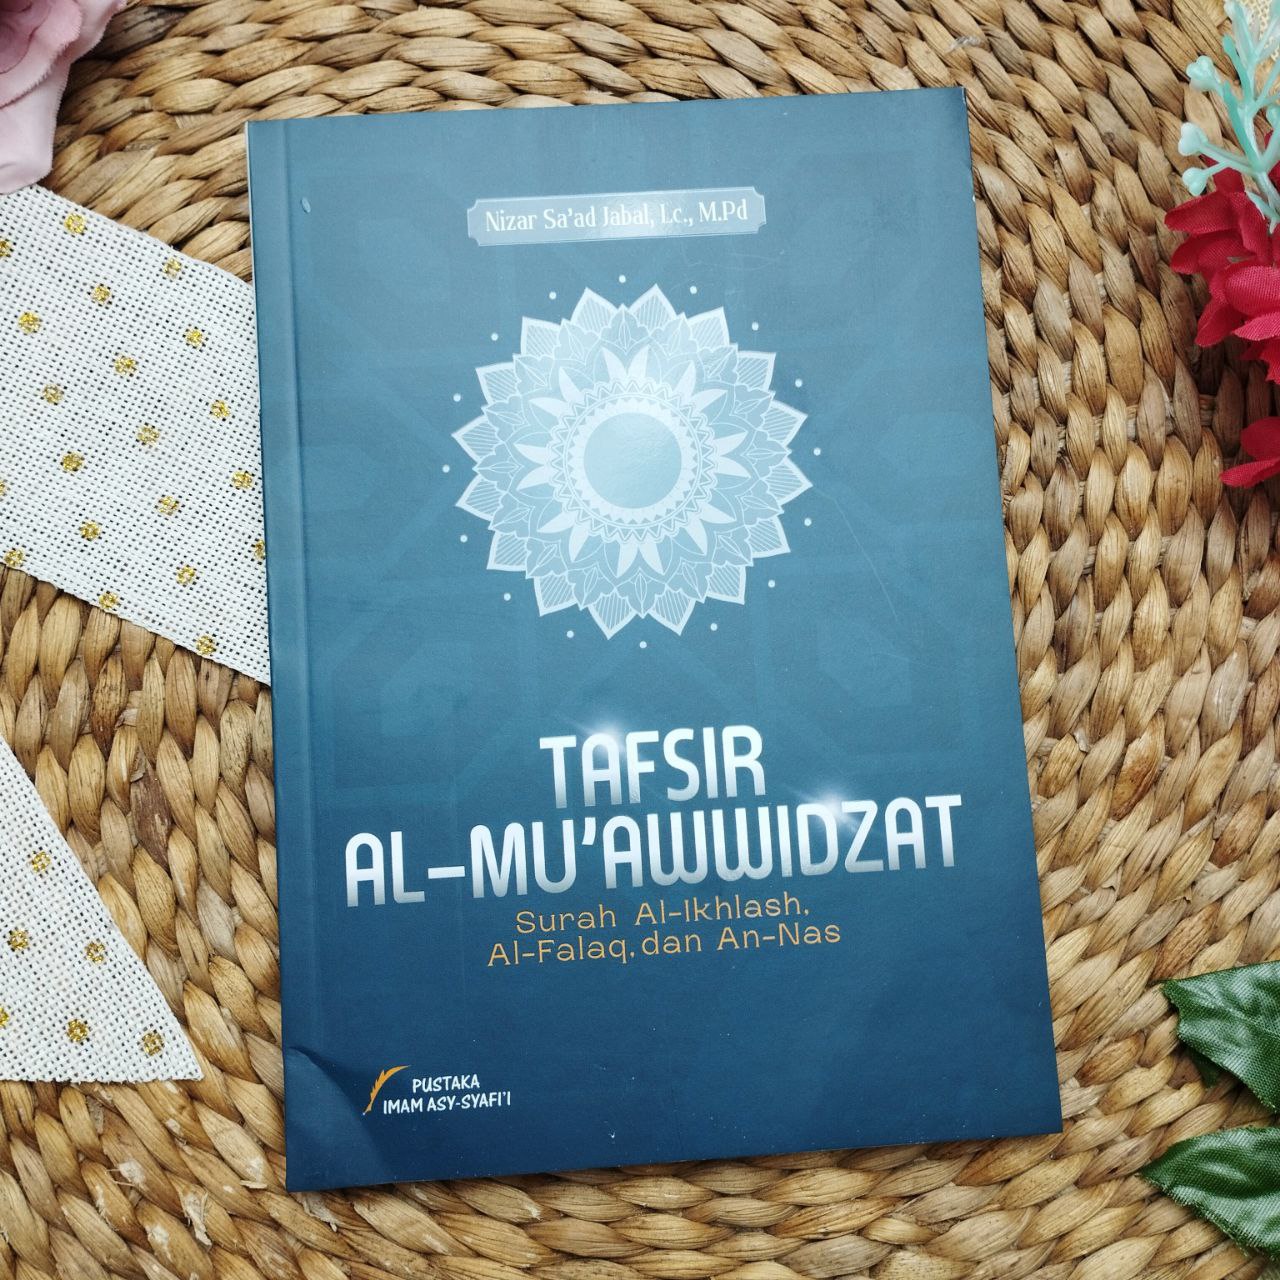 Nizar Sa'ad Jabal, Lc., M.Pd
TAFSIR
AL-MU'AWWIDZAT
Surah Al-Ikhlash,
Al-Falaq, dan An-Nas
PUSTAKA
IMAM ASY-SYAFI'I